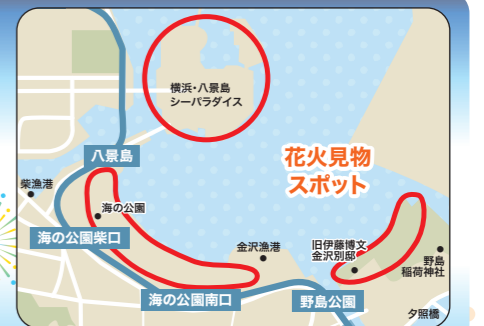 横浜・八景島
シーパラダイス
花火見物
スポット
八景島
柴漁港
海の公園
海の公園柴口
金沢漁港
旧伊藤博文
金沢別邸
野島
稲荷神社
海の公園南口
野島公園
夕照橋